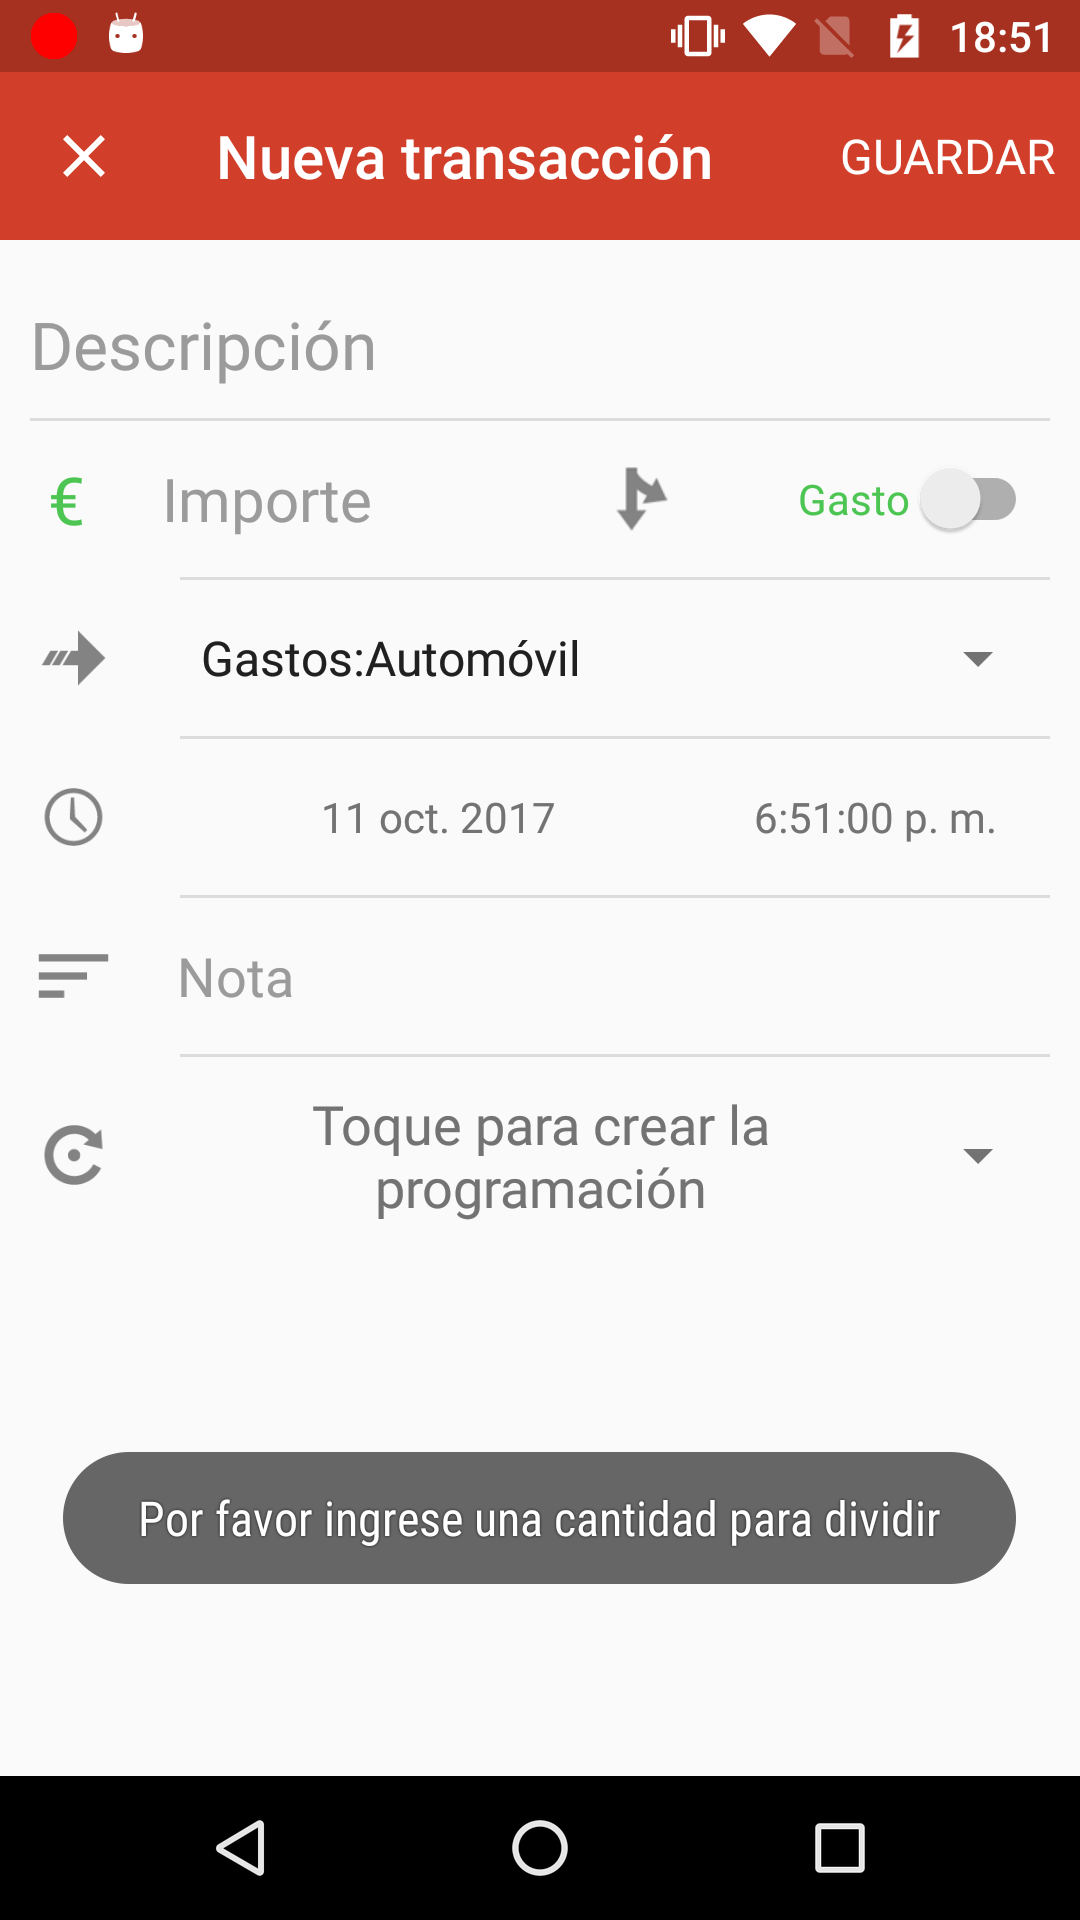 18:51
Nueva transacción
GUARDAR
Descripción
€ Importe Gasto
Gastos:Automóvil
11 oct. 2017 6:51:00 p. m.
Nota
Toque para crear la
programación
Por favor ingrese una cantidad para dividir